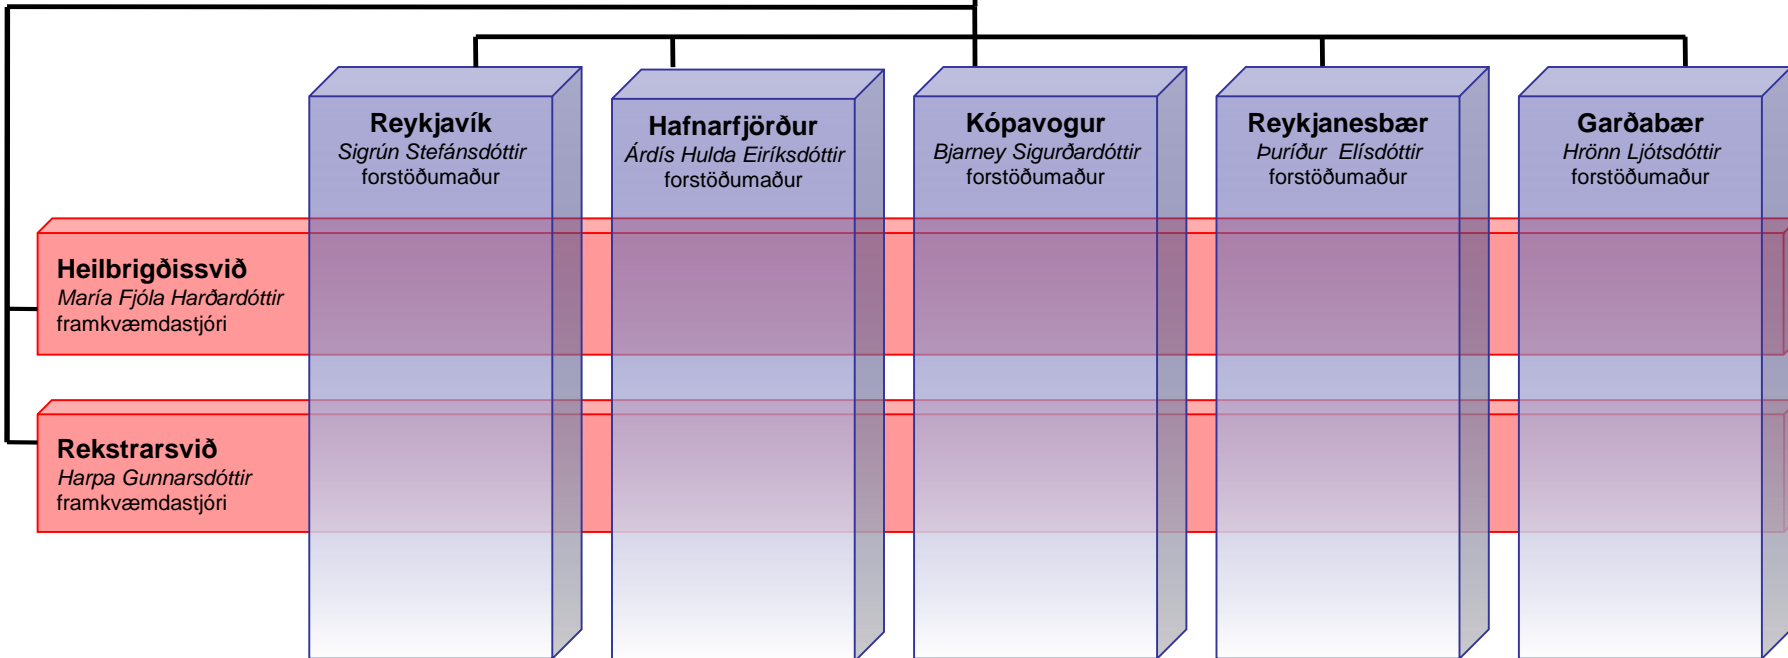 Reykjavík
Sigrún Stefánsdóttir
forstöðumaður
Hafnarfjörður
Árdís Hulda Eiríksdóttir
forstöðumaður
Kópavogur
Bjarney Sigurðardóttir
forstöðumaður
Reykjanesbær
Þuríður Elísdóttir
forstöðumaður
Garðabær
Hrönn Ljótsdóttir
forstöðumaður
Heilbrigðissvið
María Fjóla Harðardóttir
framkvæmdastjóri
Rekstrarsvið
Harpa Gunnarsdóttir
framkvæmdastjóri